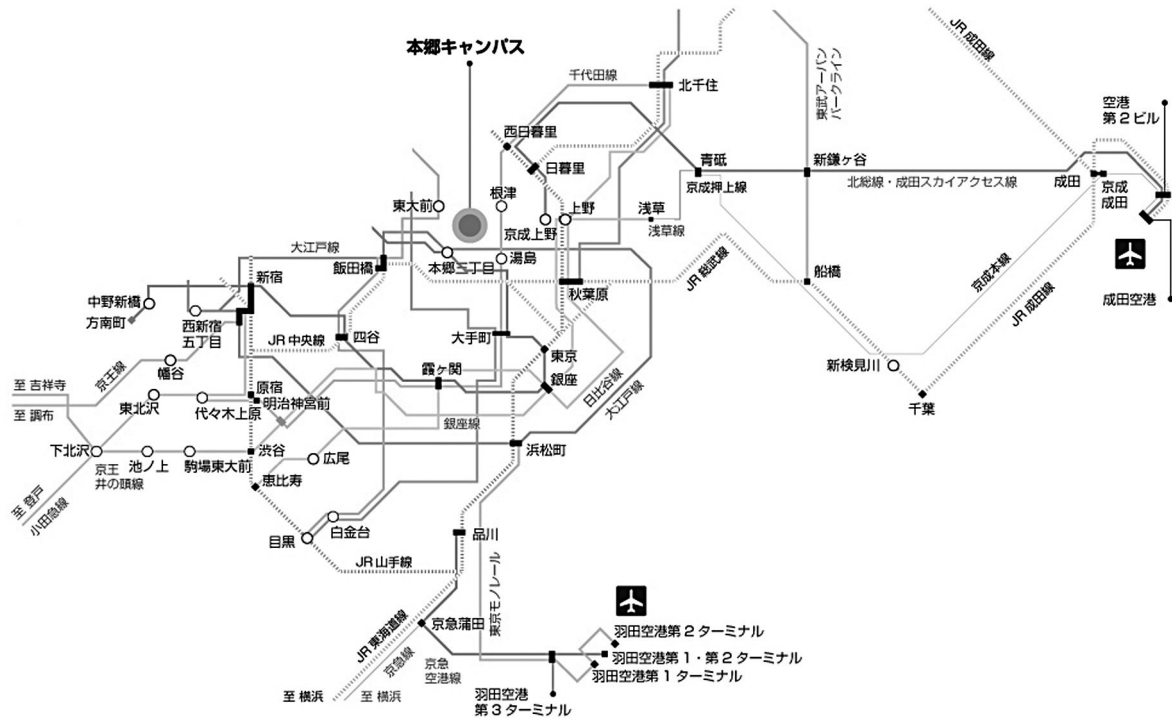 本郷キャンパス
千代田線
北千住
東武アーバン
パークライン
JR 成田線
空港
第2ビル
西日暮里
日暮里
青砥
京成押上線
新鎌ヶ谷
北総線・成田スカイアクセス線
成田
京成
成田
根津
東大前
上野
京成上野
浅草
浅草線
大江戸線
飯田橋
本郷三丁目
湯島
新宿
秋葉原
JR 総武線
船橋
京成本線
JR 成田線
成田空港
中野新橋
方南町
西新宿
五丁目
JR 中央線
四谷
大手町
東京
新検見川
京王線
幡谷
霞ヶ関
銀座
日比谷線
大江戸線
千葉
至 吉祥寺
至 調布
東北沢
代々木上原
原宿
明治神宮前
銀座線
下北沢
京王
井の頭線
池ノ上
駒場東大前
渋谷
広尾
浜松町
恵比寿
至 登戸
小田急線
目黒
白金台
品川
JR 山手線
東京モノレール
JR 東海道線
京急線
京急蒲田
京急
空港線
羽田空港第2ターミナル
羽田空港第1・第2ターミナル
羽田空港第1ターミナル
至 横浜
至 横浜
羽田空港
第3ターミナル